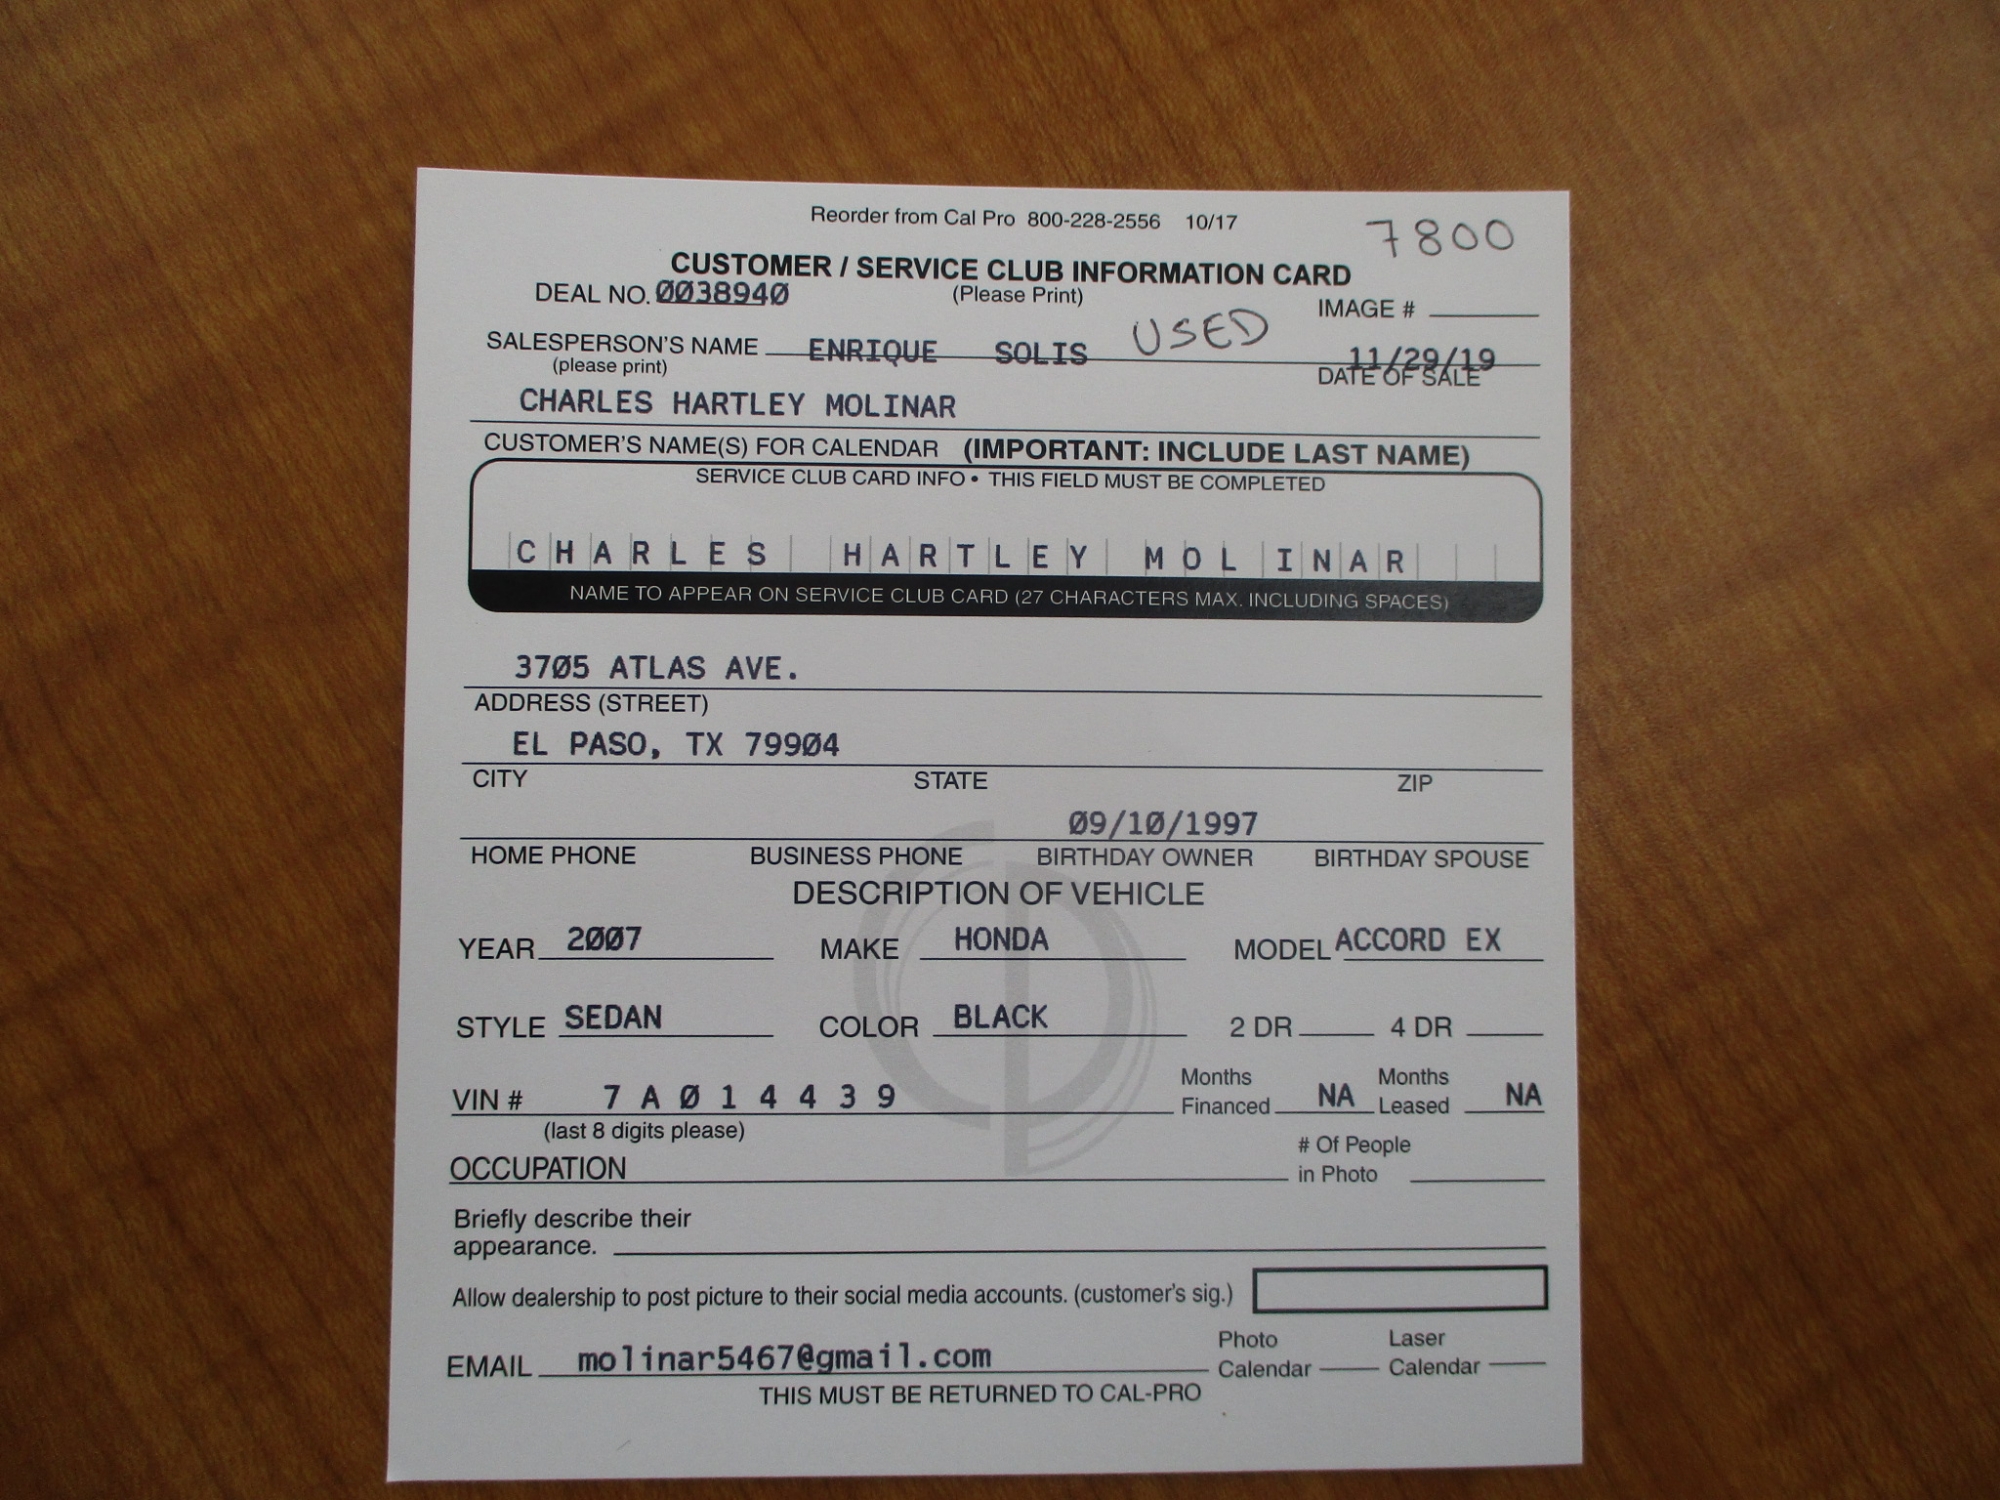 Reorder from Cal Pro 800-228-2556 10/17
7800
CUSTOMER / SERVICE CLUB INFORMATION CARD
DEAL NO. 0038940 (Please Print) IMAGE #
SALESPERSON'S NAME ENRIQUE SOLIS USED 11/29/19
(please print) DATE OF SALE
CHARLES HARTLEY MOLINAR
CUSTOMER'S NAME(S) FOR CALENDAR (IMPORTANT: INCLUDE LAST NAME)
SERVICE CLUB CARD INFO • THIS FIELD MUST BE COMPLETED
CHARLES HARTLEY MOLINAR
NAME TO APPEAR ON SERVICE CLUB CARD (27 CHARACTERS MAX. INCLUDING SPACES)
3705 ATLAS AVE.
ADDRESS (STREET)
EL PASO, TX 79904
CITY STATE ZIP
09/10/1997
HOME PHONE BUSINESS PHONE BIRTHDAY OWNER BIRTHDAY SPOUSE
DESCRIPTION OF VEHICLE
YEAR 2007 MAKE HONDA MODEL ACCORD EX
STYLE SEDAN COLOR BLACK 2 DR 4 DR
VIN # 7A014439 Months Financed NA Months Leased NA
(last 8 digits please)
OCCUPATION # Of People in Photo
Briefly describe their
appearance.
Allow dealership to post picture to their social media accounts. (customer's sig.)
EMAIL molinar5467@gmail.com Photo Calendar Laser Calendar
THIS MUST BE RETURNED TO CAL-PRO